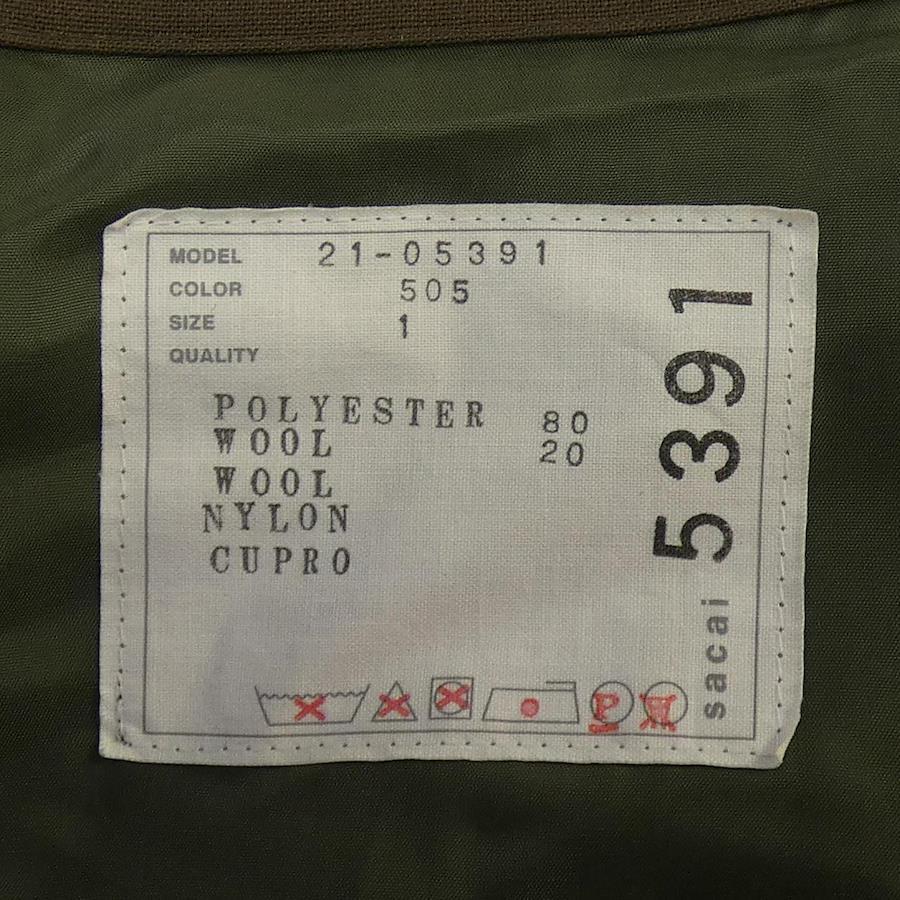 MODEL 21-05391
COLOR 505
SIZE 1
QUALITY
POLYESTER 80
WOOL 20
WOOL
NYLON
CUPRO
sacai 5391
P
W